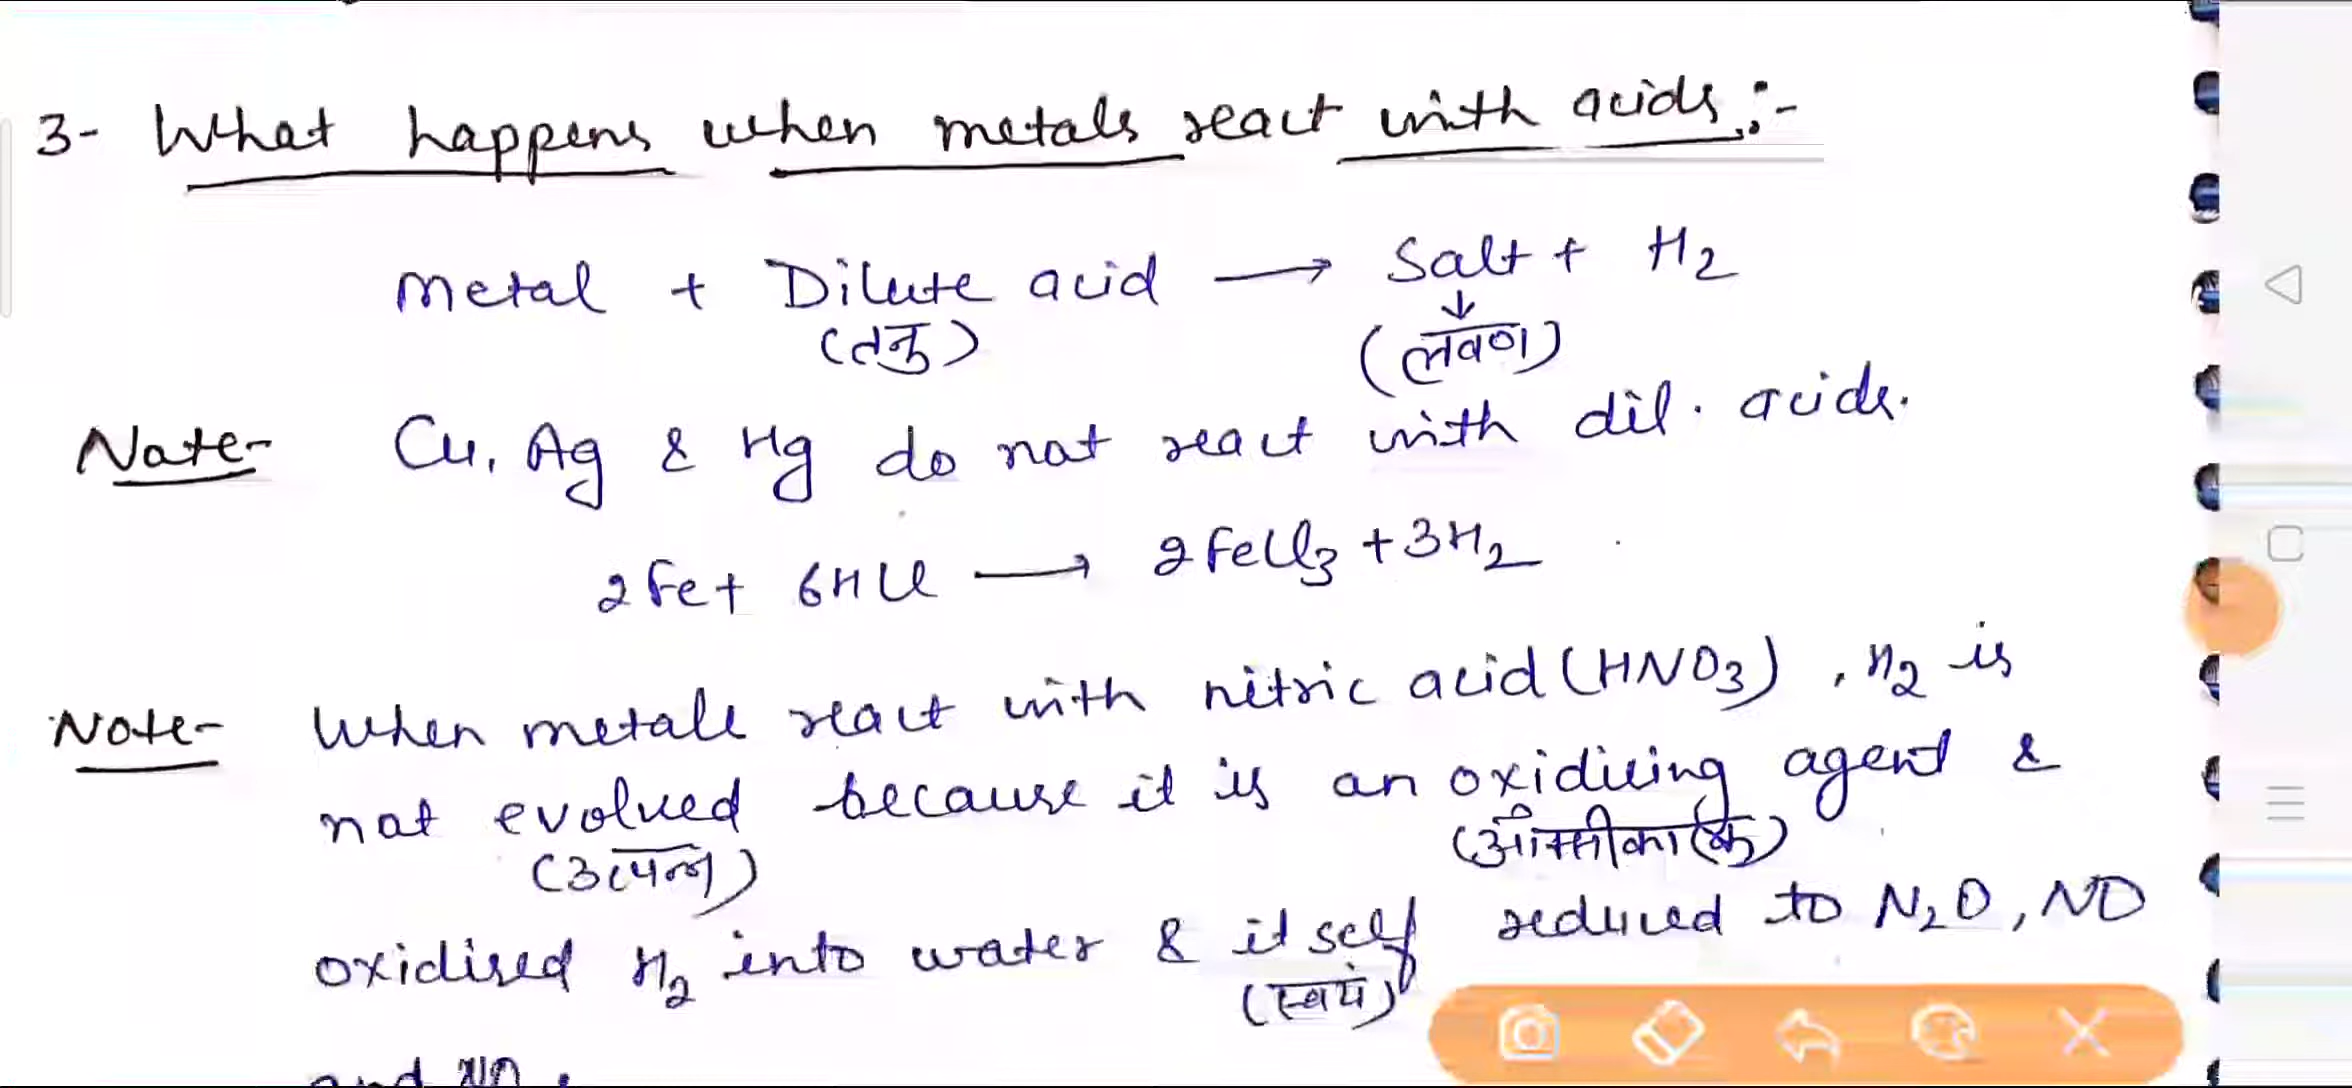 3- What happens when metals react with acids :-
Metal + Dilute acid → Salt + H2
(तनु) (लवण)
Note- Cu, Ag & Hg do not react with dil. acids.
2Fe + 6HCl → 2FeCl3 + 3H2
Note- When metals react with nitric acid (HNO3), H2 is
not evolved because it is an oxidising agent &
(उत्पन्न) (ऑक्सीकारक)
oxidised H2 into water & itself reduced to N2O, NO
(स्वयं)
and